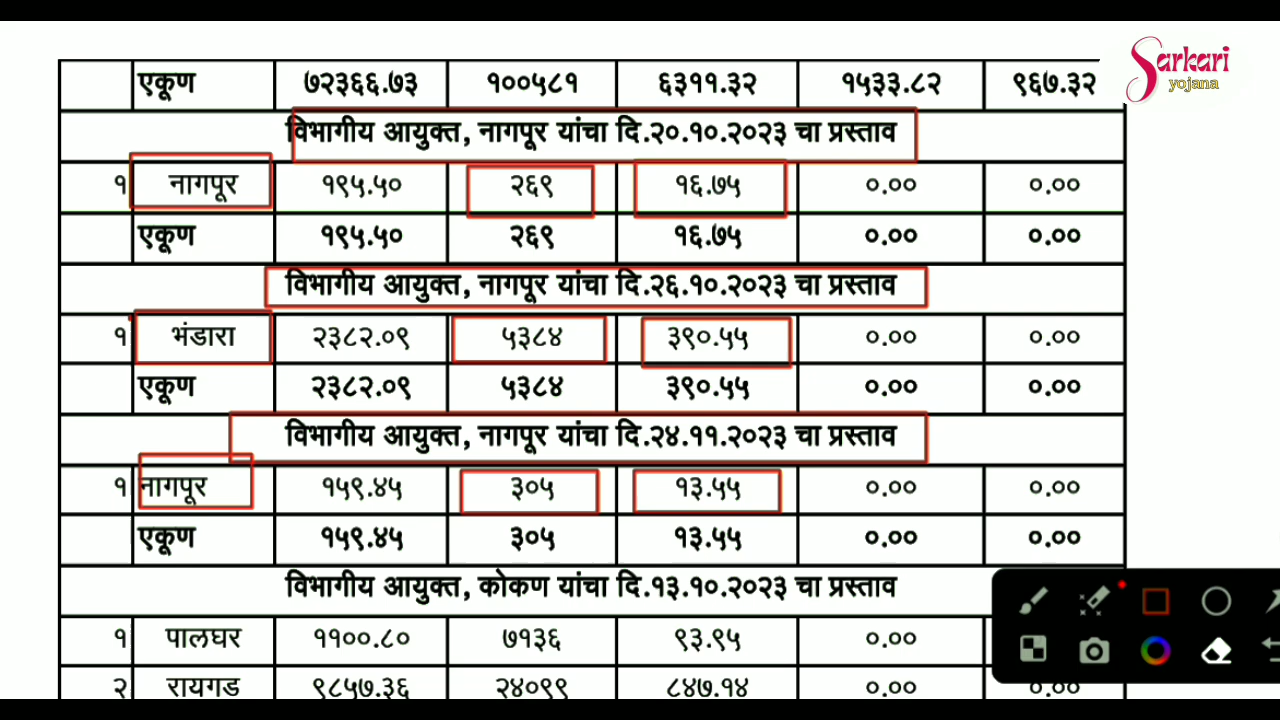 Sarkari
yojana
एकूण ७२३६६.७३ १००५८१ ६३११.३२ १५३३.८२ ९६७.३२
विभागीय आयुक्त, नागपूर यांचा दि.२०.१०.२०२३ चा प्रस्ताव
१ नागपूर १९५.५० २६९ १६.७५ ०.०० ०.००
एकूण १९५.५० २६९ १६.७५ ०.०० ०.००
विभागीय आयुक्त, नागपूर यांचा दि.२६.१०.२०२३ चा प्रस्ताव
१ भंडारा २३८२.०९ ५३८४ ३९०.५५ ०.०० ०.००
एकूण २३८२.०९ ५३८४ ३९०.५५ ०.०० ०.००
विभागीय आयुक्त, नागपूर यांचा दि.२४.११.२०२३ चा प्रस्ताव
१ नागपूर १५९.४५ ३०५ १३.५५ ०.०० ०.००
एकूण १५९.४५ ३०५ १३.५५ ०.०० ०.००
विभागीय आयुक्त, कोकण यांचा दि.१३.१०.२०२३ चा प्रस्ताव
१ पालघर ११००.८० ७१३६ ९३.९५ ०.००
२ रायगड ९८५७.३६ २४०९९ ८४७.१४ ०.०० ०.००